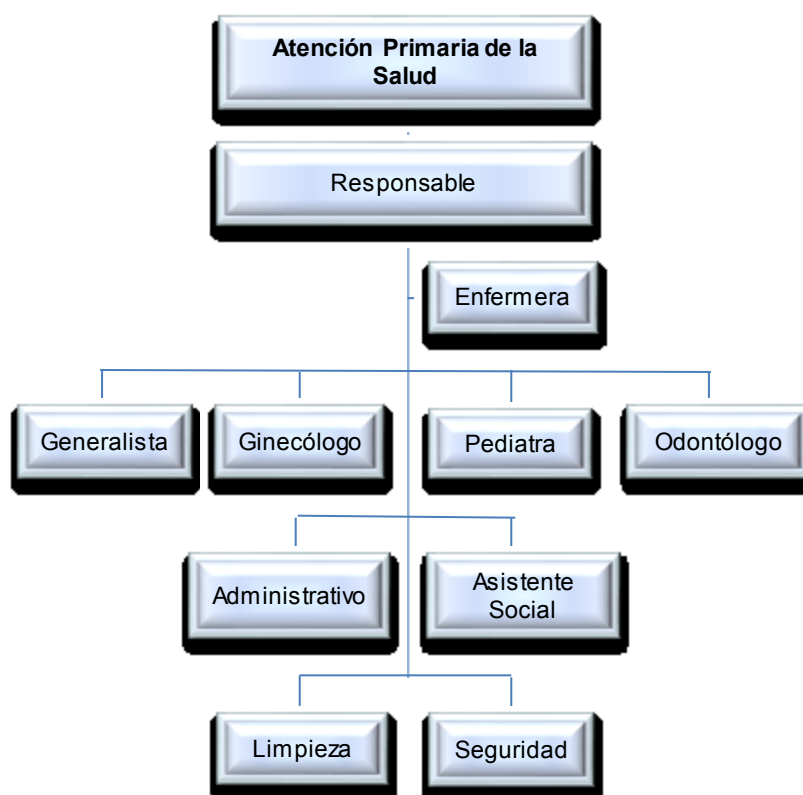 Atención Primaria de la
Salud
Responsable
Enfermera
Generalista
Ginecólogo
Pediatra
Odontólogo
Administrativo
Asistente
Social
Limpieza
Seguridad